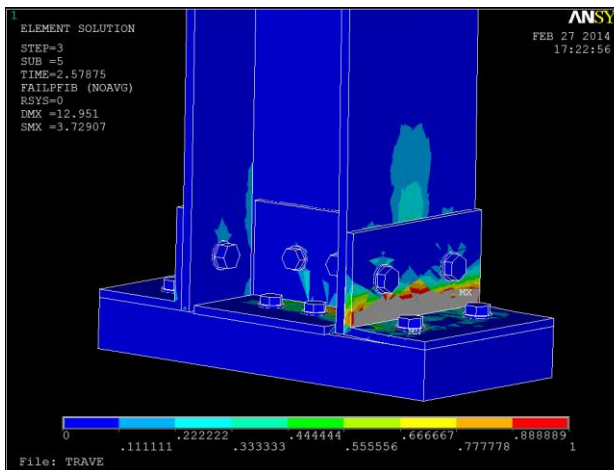 1
ELEMENT SOLUTION
STEP=3
SUB =5
TIME=2.57875
FAILPFIB (NOAVG)
RSYS=0
DMX =12.951
SMX =3.72907
ANSY
FEB 27 2014
17:22:56
MX
MN
0 .222222 .444444 .666667 .888889
.111111 .333333 .555556 .777778 1
File: TRAVE